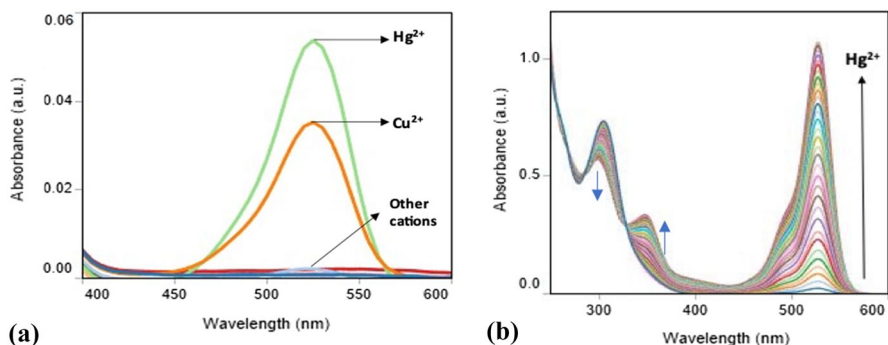 0.06
0.04
0.02
0.00
Absorbance (a.u.)
Hg²⁺
Cu²⁺
Other
cations
400 450 500 550 600
Wavelength (nm)
(a)
1.0
0.5
0.0
Absorbance (a.u.)
Hg²⁺
300 400 500 600
Wavelength (nm)
(b)